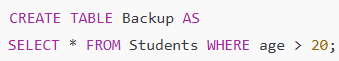 CREATE TABLE Backup AS
SELECT * FROM Students WHERE age > 20;